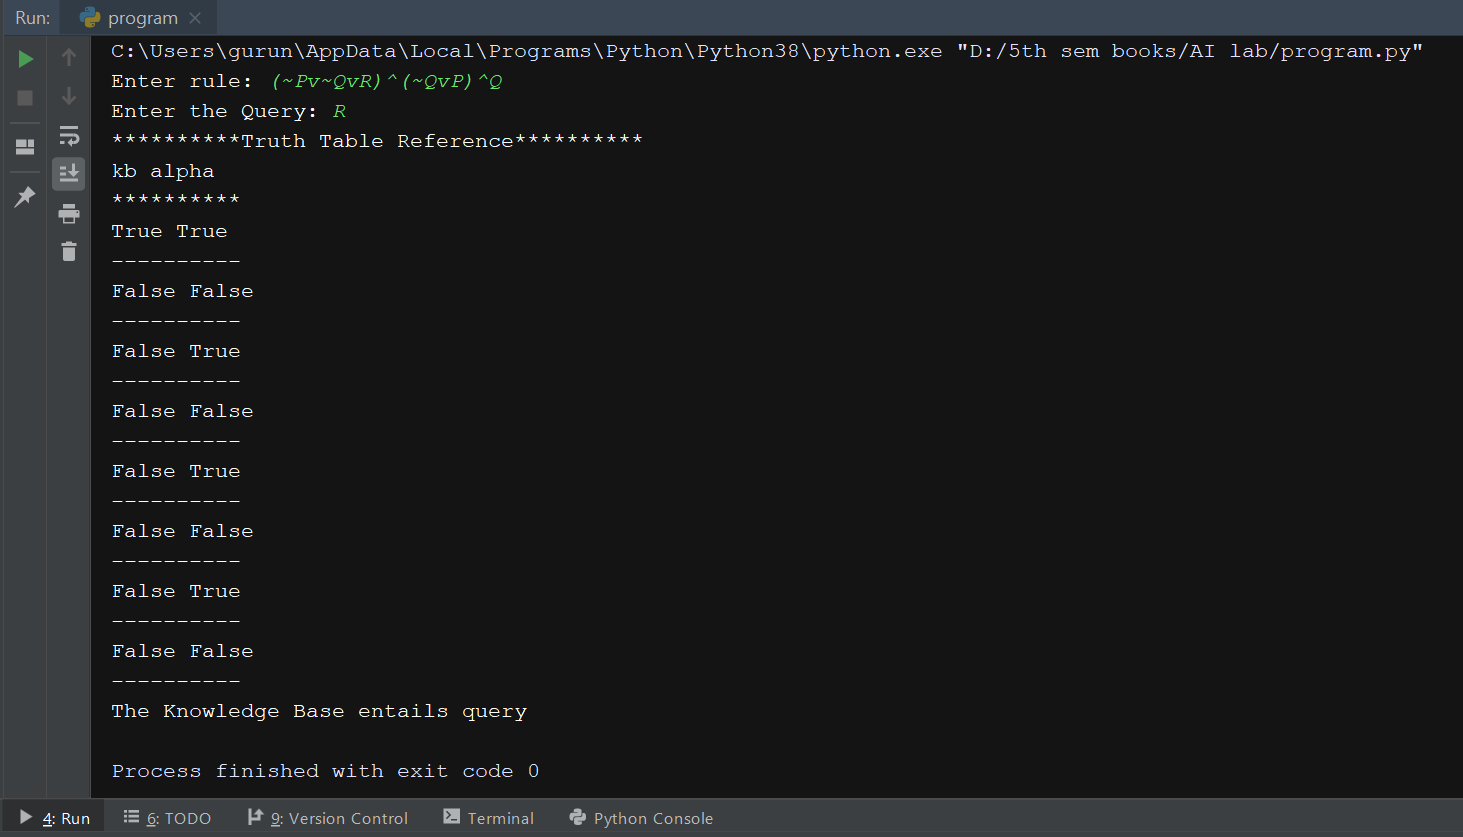 Run: program
C:\Users\gurun\AppData\Local\Programs\Python\Python38\python.exe "D:/5th sem books/AI lab/program.py"
Enter rule: (~Pv~QvR)^(~QvP)^Q
Enter the Query: R
**********Truth Table Reference**********
kb alpha
**********
True True
----------
False False
----------
False True
----------
False False
----------
False True
----------
False False
----------
False True
----------
False False
----------
The Knowledge Base entails query
Process finished with exit code 0
4: Run 6: TODO 9: Version Control Terminal Python Console